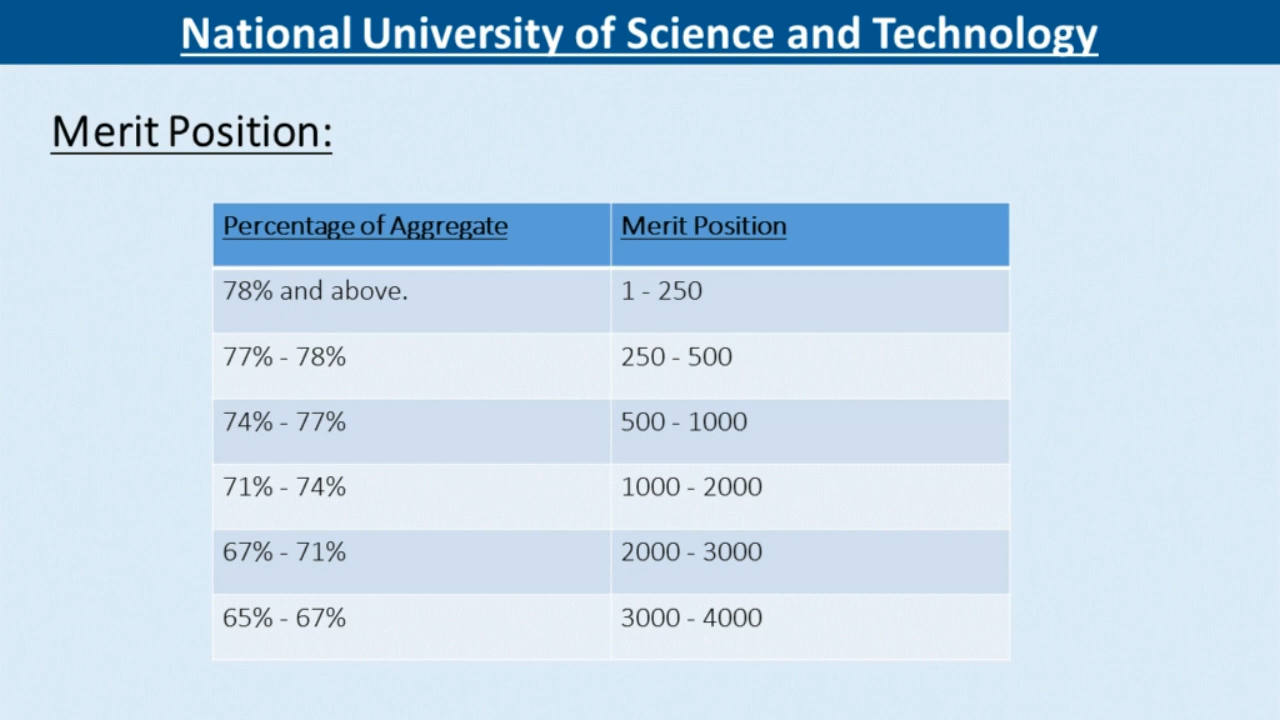 National University of Science and Technology
Merit Position:
Percentage of Aggregate Merit Position
78% and above. 1 - 250
77% - 78% 250 - 500
74% - 77% 500 - 1000
71% - 74% 1000 - 2000
67% - 71% 2000 - 3000
65% - 67% 3000 - 4000